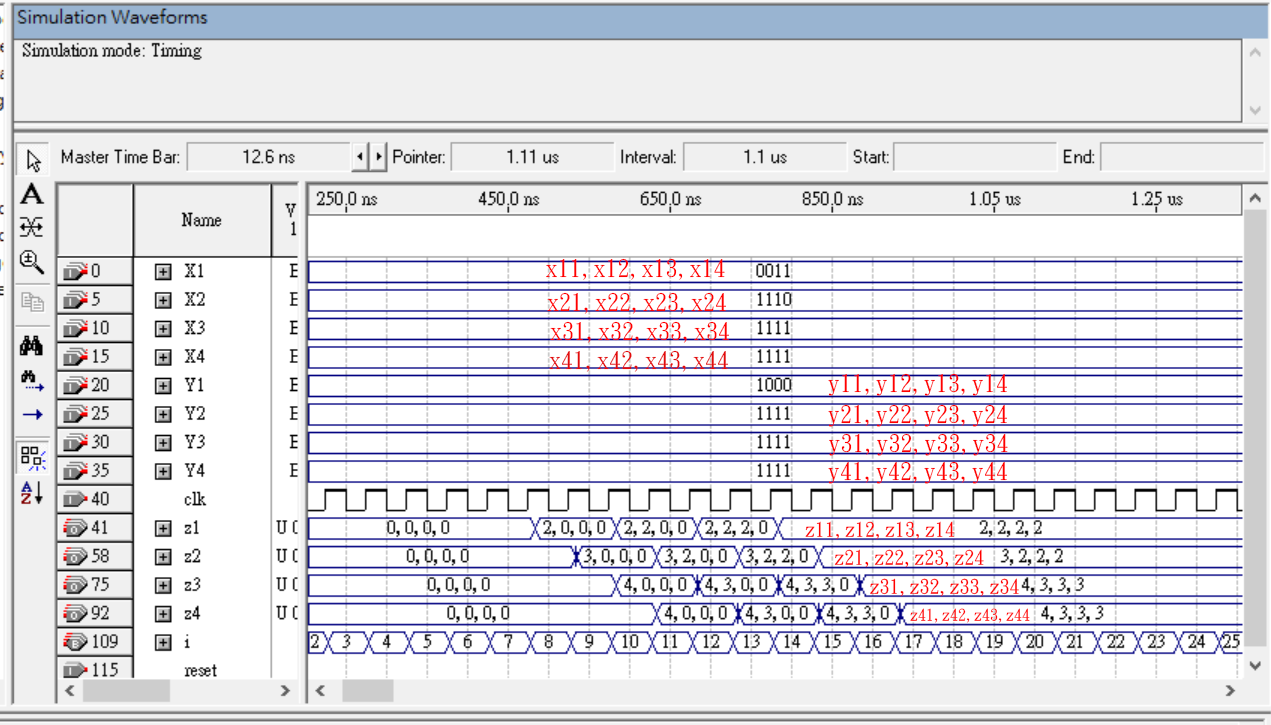 Simulation Waveforms
Simulation mode: Timing
Master Time Bar: 12.6 ns Pointer: 1.11 us Interval: 1.1 us Start: End:
Name V 1 250.0 ns 450.0 ns 650.0 ns 850.0 ns 1.05 us 1.25 us
0 X1 E x11, x12, x13, x14 0011
5 X2 E x21, x22, x23, x24 1110
10 X3 E x31, x32, x33, x34 1111
15 X4 E x41, x42, x43, x44 1111
20 Y1 E 1000 y11, y12, y13, y14
25 Y2 E 1111 y21, y22, y23, y24
30 Y3 E 1111 y31, y32, y33, y34
35 Y4 E 1111 y41, y42, y43, y44
40 clk
41 z1 U 0, 0, 0, 0 2, 0, 0, 0 2, 2, 0, 0 2, 2, 2, 0 z11, z12, z13, z14 2, 2, 2, 2
58 z2 U 0, 0, 0, 0 3, 0, 0, 0 3, 2, 0, 0 3, 2, 2, 0 z21, z22, z23, z24 3, 2, 2, 2
75 z3 U 0, 0, 0, 0 4, 0, 0, 0 4, 3, 0, 0 4, 3, 3, 0 z31, z32, z33, z34 4, 3, 3, 3
92 z4 U 0, 0, 0, 0 4, 0, 0, 0 4, 3, 0, 0 4, 3, 3, 0 z41, z42, z43, z44 4, 3, 3, 3
109 i 2 3 4 5 6 7 8 9 10 11 12 13 14 15 16 17 18 19 20 21 22 23 24 25
115 reset